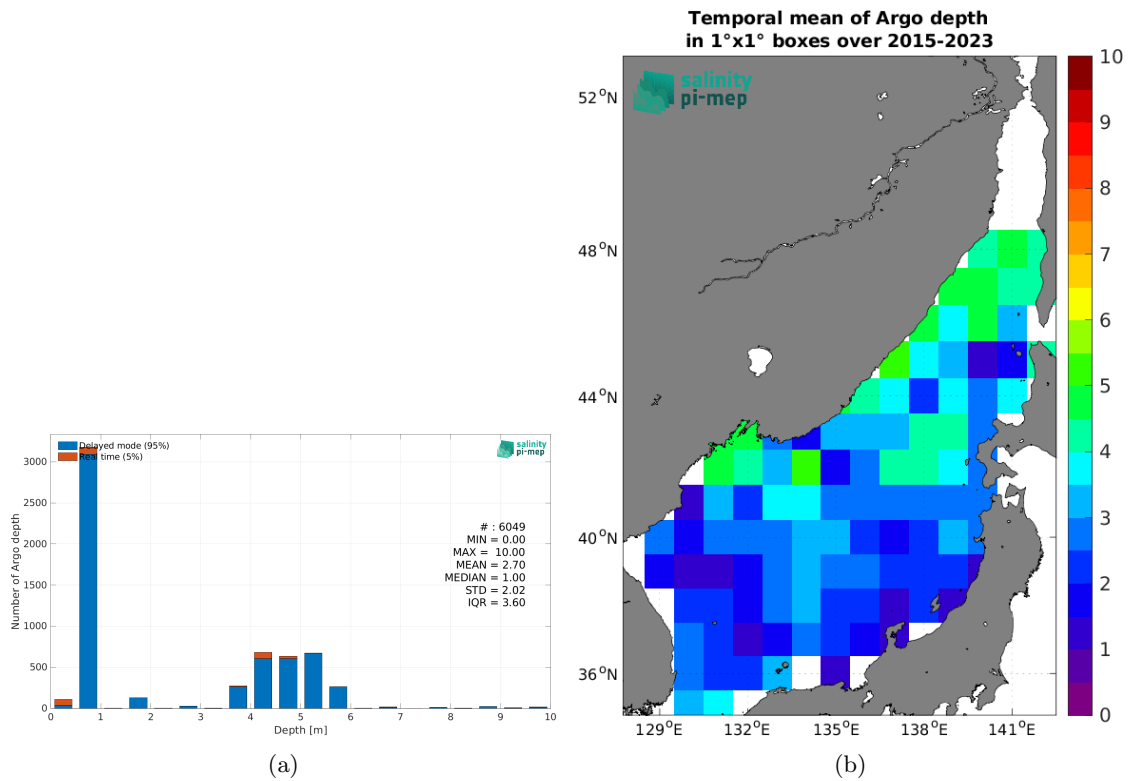 Delayed mode (95%)
Real time (5%)
salinity
pi-mep
3000
2500
2000
1500
1000
500
0
Number of Argo depth
# : 6049
MIN = 0.00
MAX = 10.00
MEAN = 2.70
MEDIAN = 1.00
STD = 2.02
IQR = 3.60
0 1 2 3 4 5 6 7 8 9 10
Depth [m]
(a)
Temporal mean of Argo depth
in 1°x1° boxes over 2015-2023
salinity
pi-mep
52°N
48°N
44°N
40°N
36°N
129°E 132°E 135°E 138°E 141°E
10
9
8
7
6
5
4
3
2
1
0
(b)